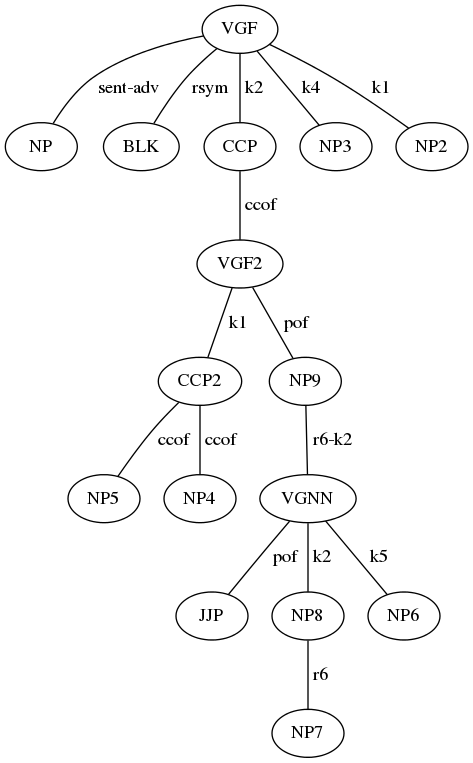 VGF
sent-adv rsym k2 k4 k1
NP BLK CCP NP3 NP2
ccof
VGF2
k1 pof
CCP2 NP9
ccof ccof r6-k2
NP5 NP4 VGNN
pof k2 k5
JJP NP8 NP6
r6
NP7